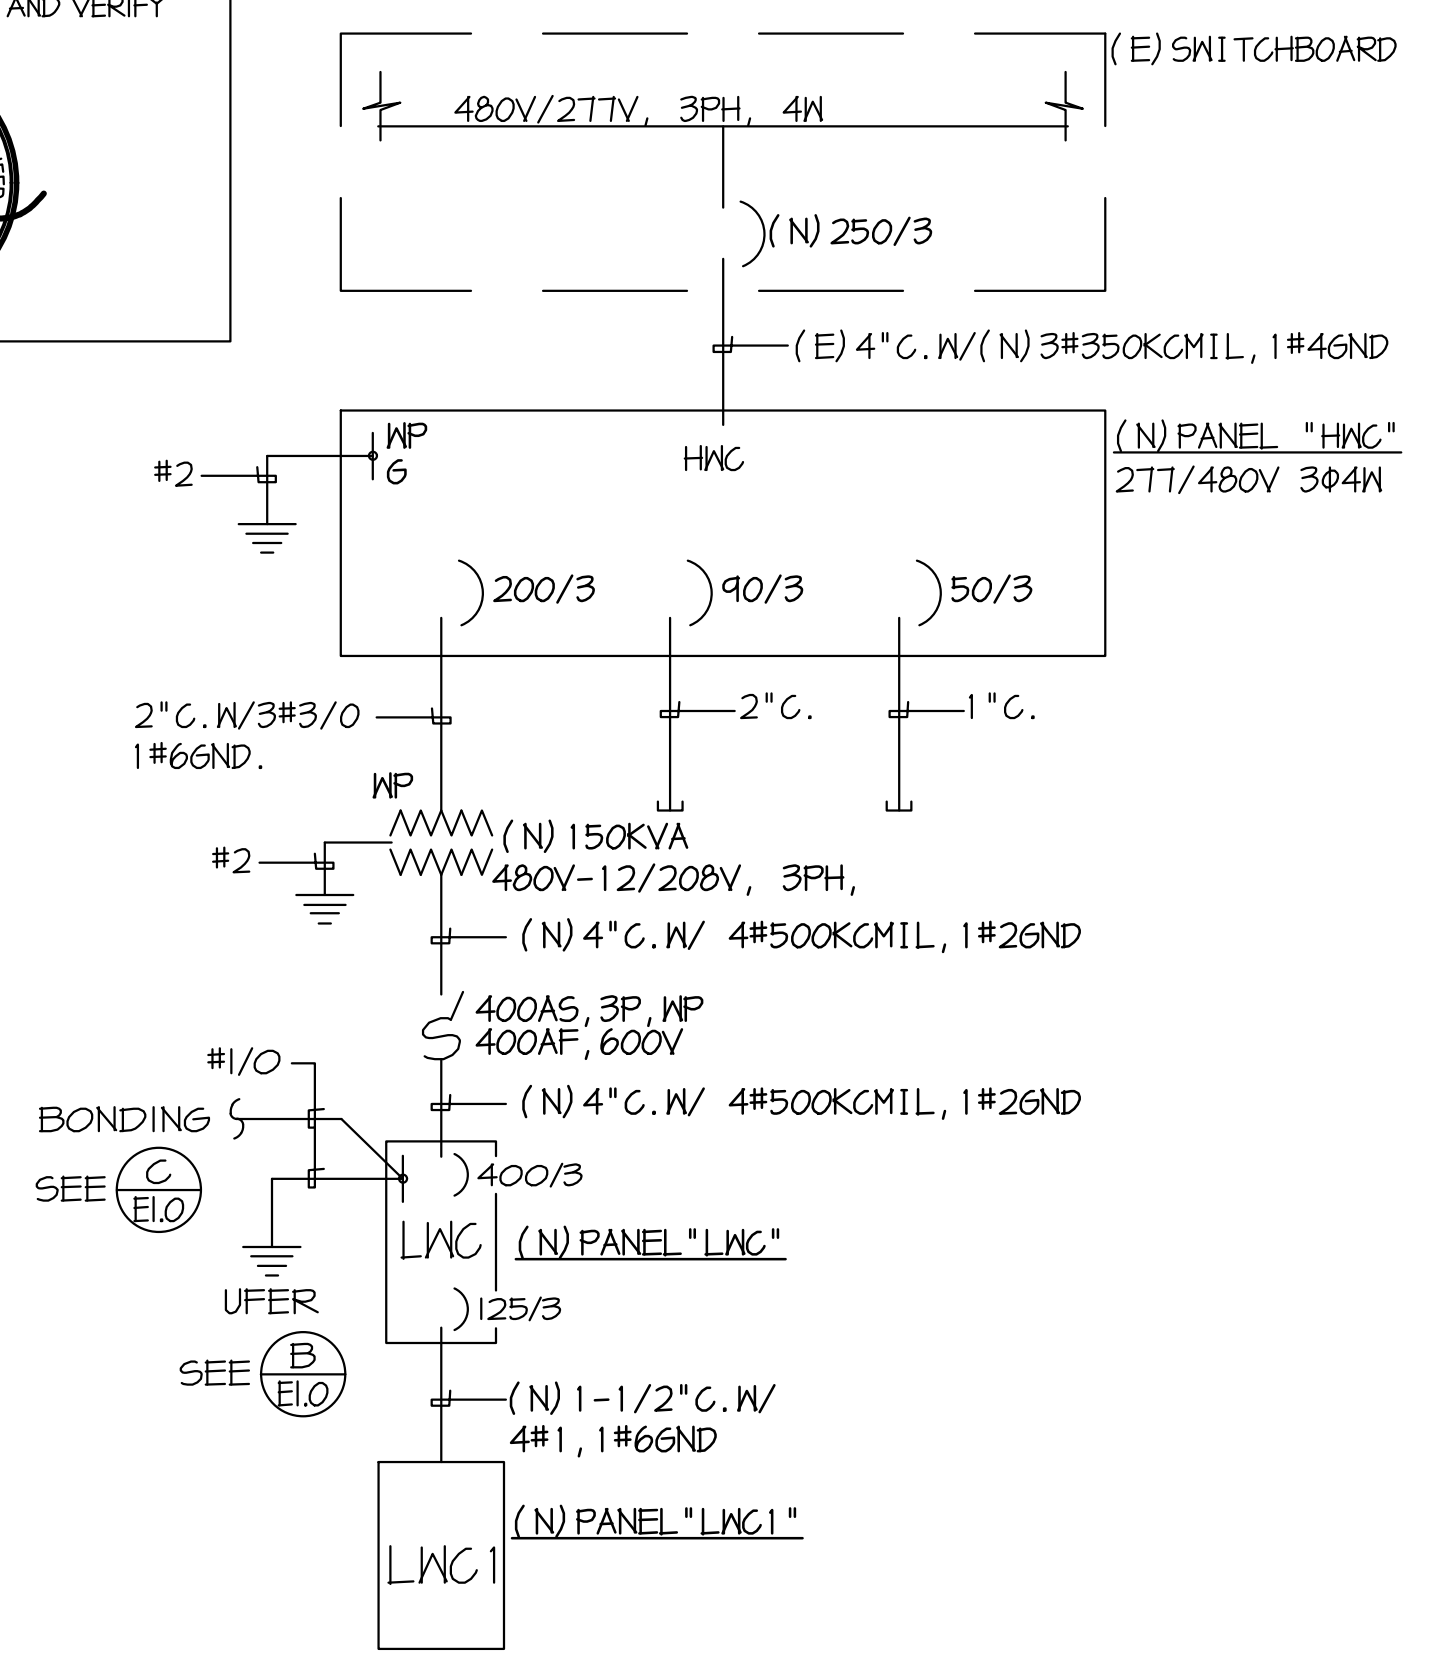 AND VERIFY
(E) SWITCHBOARD
480V/277V, 3PH, 4W
(N) 250/3
(E) 4"C.W/(N) 3#350KCMIL, 1#4GND
WP
G
HWC
(N) PANEL "HWC"
277/480V 3Φ4W
#2
200/3
90/3
50/3
2"C.W/3#3/0
1#6GND.
2"C.
1"C.
WP
(N) 150KVA
480V-12/208V, 3PH,
#2
(N) 4"C.W/ 4#500KCMIL, 1#2GND
400AS, 3P, WP
400AF, 600V
#1/0
(N) 4"C.W/ 4#500KCMIL, 1#2GND
BONDING
SEE
C
E1.0
400/3
LWC
(N) PANEL "LWC"
UFER
125/3
SEE
B
E1.0
(N) 1-1/2"C.W/
4#1, 1#6GND
(N) PANEL "LWC1"
LWC1